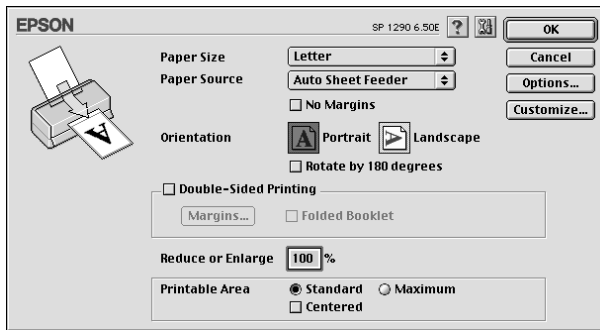 EPSON
SP 1290 6.50E
?
OK
Paper Size
Letter
Cancel
Paper Source
Auto Sheet Feeder
Options...
No Margins
Customize...
Orientation
A
Portrait
A
Landscape
A
Rotate by 180 degrees
Double-Sided Printing
Margins...
Folded Booklet
Reduce or Enlarge
100 %
Printable Area
Standard
Maximum
Centered